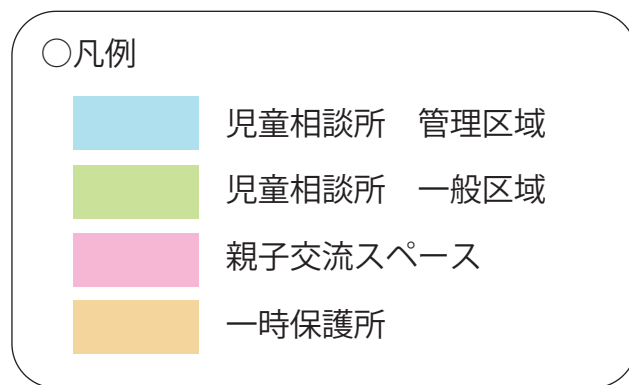 ○凡例
児童相談所　管理区域
児童相談所　一般区域
親子交流スペース
一時保護所